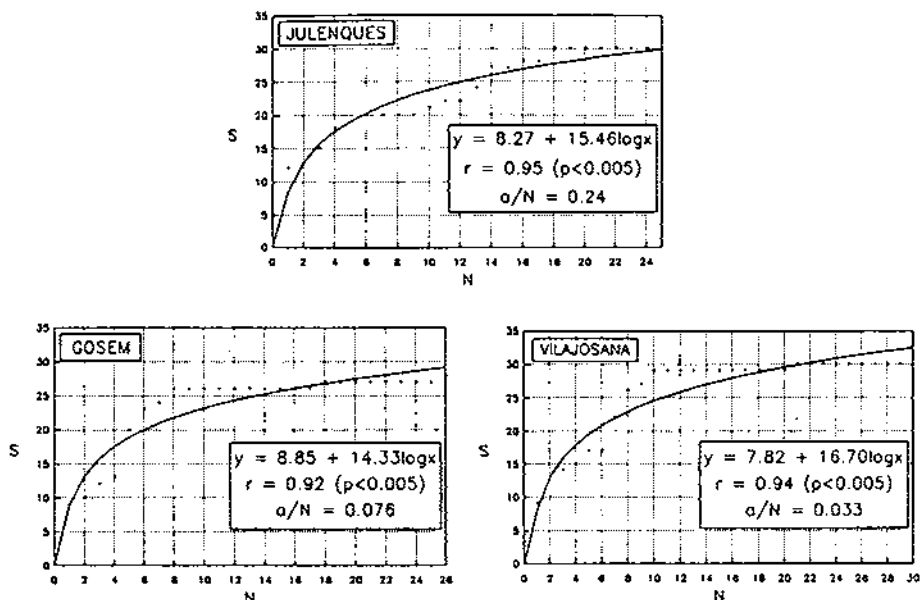 JULENQUES
35
30
25
20
15
10
5
0
S
y = 8.27 + 15.46logx
r = 0.95 (p<0.005)
a/N = 0.24
0 2 4 6 8 10 12 14 16 18 20 22 24
N
GOSEM
35
30
25
20
15
10
5
0
S
y = 8.85 + 14.33logx
r = 0.92 (p<0.005)
a/N = 0.076
0 2 4 6 8 10 12 14 16 18 20 22 24 26
N
VILAJOSANA
35
30
25
20
15
10
5
0
S
y = 7.82 + 16.70logx
r = 0.94 (p<0.005)
a/N = 0.033
0 2 4 6 8 10 12 14 16 18 20 22 24 26 28 30
N